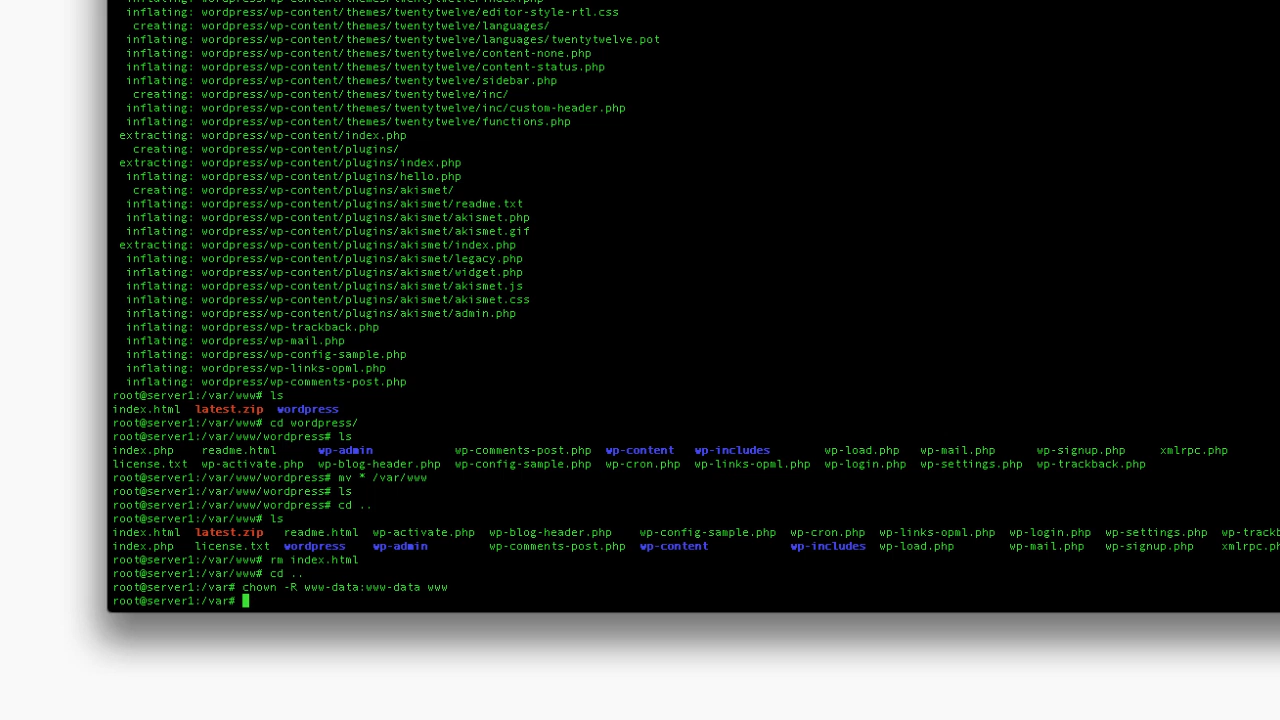 inflating: wordpress/wp-content/themes/twentytwelve/index.php
inflating: wordpress/wp-content/themes/twentytwelve/editor-style-rtl.css
creating: wordpress/wp-content/themes/twentytwelve/languages/
inflating: wordpress/wp-content/themes/twentytwelve/languages/twentytwelve.pot
inflating: wordpress/wp-content/themes/twentytwelve/content-none.php
inflating: wordpress/wp-content/themes/twentytwelve/content-status.php
inflating: wordpress/wp-content/themes/twentytwelve/sidebar.php
creating: wordpress/wp-content/themes/twentytwelve/inc/
inflating: wordpress/wp-content/themes/twentytwelve/inc/custom-header.php
inflating: wordpress/wp-content/themes/twentytwelve/functions.php
extracting: wordpress/wp-content/index.php
creating: wordpress/wp-content/plugins/
extracting: wordpress/wp-content/plugins/index.php
inflating: wordpress/wp-content/plugins/hello.php
creating: wordpress/wp-content/plugins/akismet/
inflating: wordpress/wp-content/plugins/akismet/readme.txt
inflating: wordpress/wp-content/plugins/akismet/akismet.php
inflating: wordpress/wp-content/plugins/akismet/akismet.gif
extracting: wordpress/wp-content/plugins/akismet/index.php
inflating: wordpress/wp-content/plugins/akismet/legacy.php
inflating: wordpress/wp-content/plugins/akismet/widget.php
inflating: wordpress/wp-content/plugins/akismet/akismet.js
inflating: wordpress/wp-content/plugins/akismet/akismet.css
inflating: wordpress/wp-content/plugins/akismet/admin.php
inflating: wordpress/wp-trackback.php
inflating: wordpress/wp-mail.php
inflating: wordpress/wp-config-sample.php
inflating: wordpress/wp-links-opml.php
inflating: wordpress/wp-comments-post.php
root@server1:/var/www# ls
index.html latest.zip wordpress
root@server1:/var/www# cd wordpress/
root@server1:/var/www/wordpress# ls
index.php readme.html wp-admin wp-comments-post.php wp-content wp-includes wp-load.php wp-mail.php wp-signup.php xmlrpc.php
license.txt wp-activate.php wp-blog-header.php wp-config-sample.php wp-cron.php wp-links-opml.php wp-login.php wp-settings.php wp-trackback.php
root@server1:/var/www/wordpress# mv * /var/www
root@server1:/var/www/wordpress# ls
root@server1:/var/www/wordpress# cd ..
root@server1:/var/www# ls
index.html latest.zip readme.html wp-activate.php wp-blog-header.php wp-config-sample.php wp-cron.php wp-links-opml.php wp-login.php wp-settings.php wp-trackb
index.php license.txt wordpress wp-admin wp-comments-post.php wp-content wp-includes wp-load.php wp-mail.php wp-signup.php xmlrpc.ph
root@server1:/var/www# rm index.html
root@server1:/var/www# cd ..
root@server1:/var# chown -R www-data:www-data www
root@server1:/var#